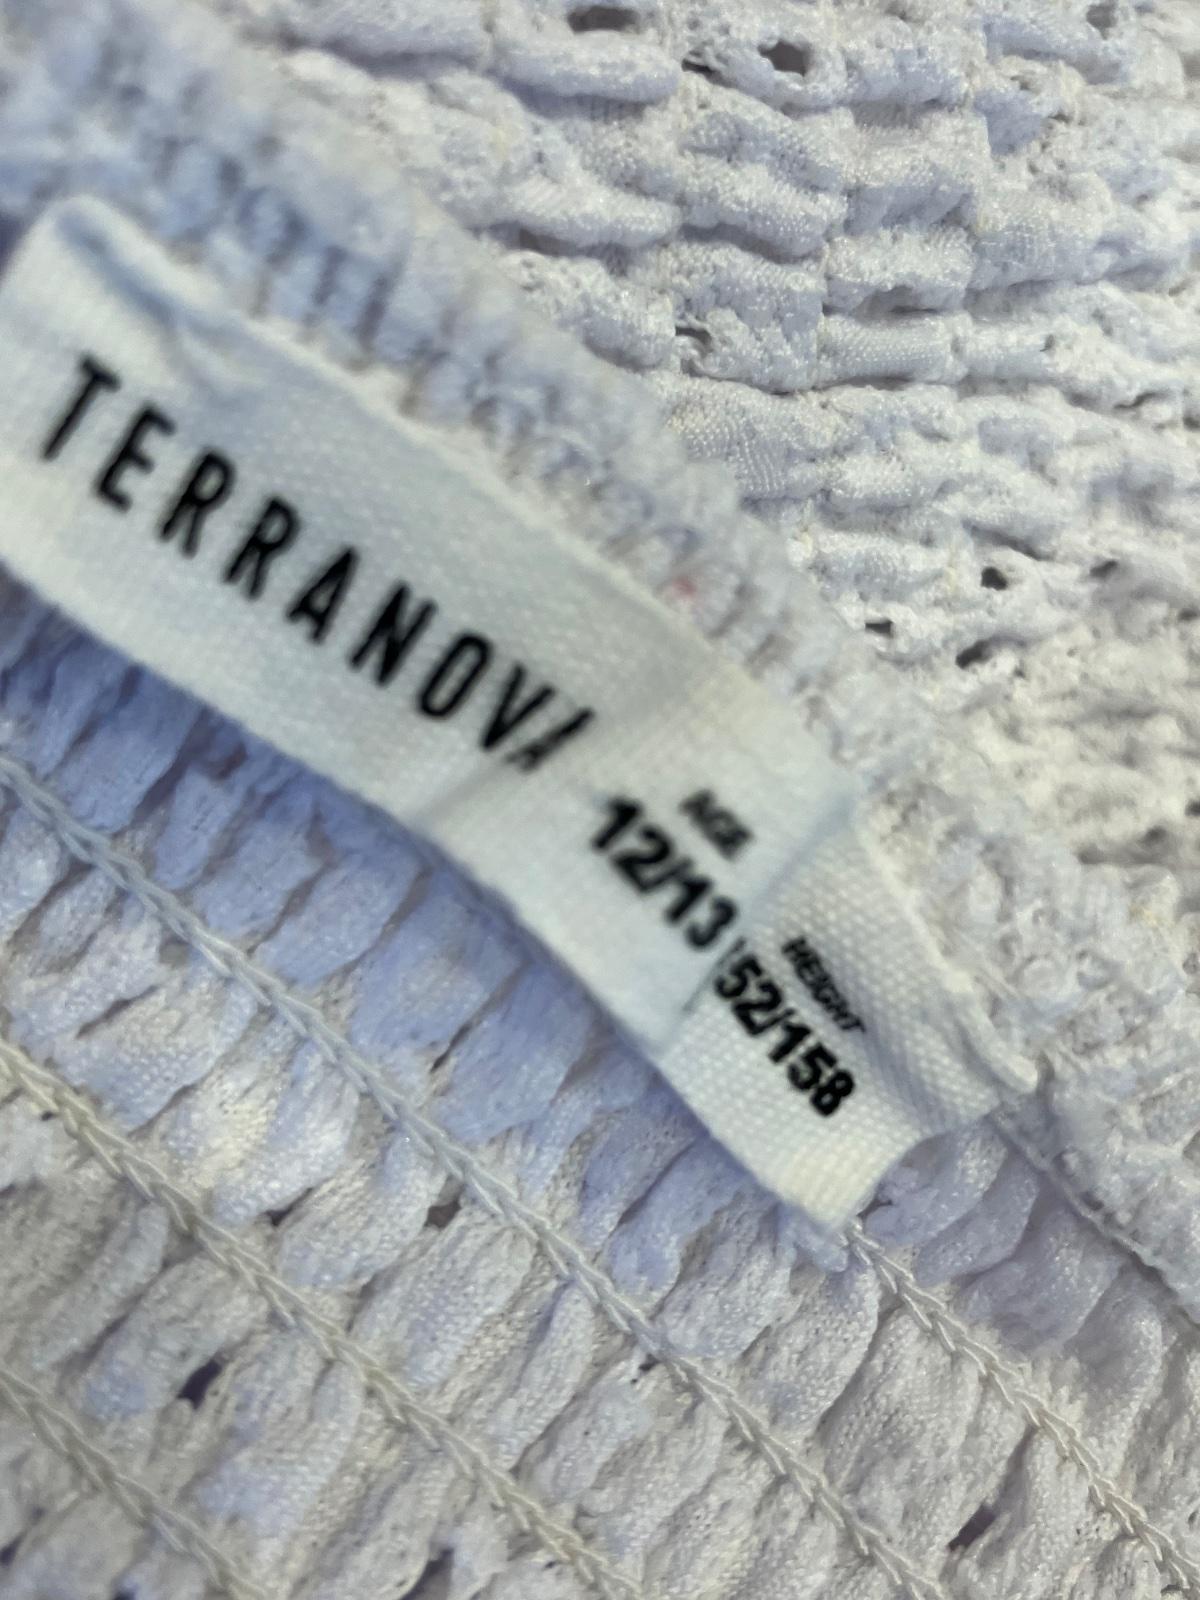 TERRANOVA
AGE
12/13
HEIGHT
152/158